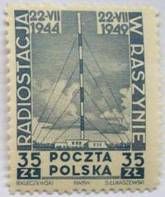 22-VII 1944
22-VII 1949
RADIOSTACJA
W RASZYNIE
35 ZŁ
POCZTA POLSKA
35 ZŁ